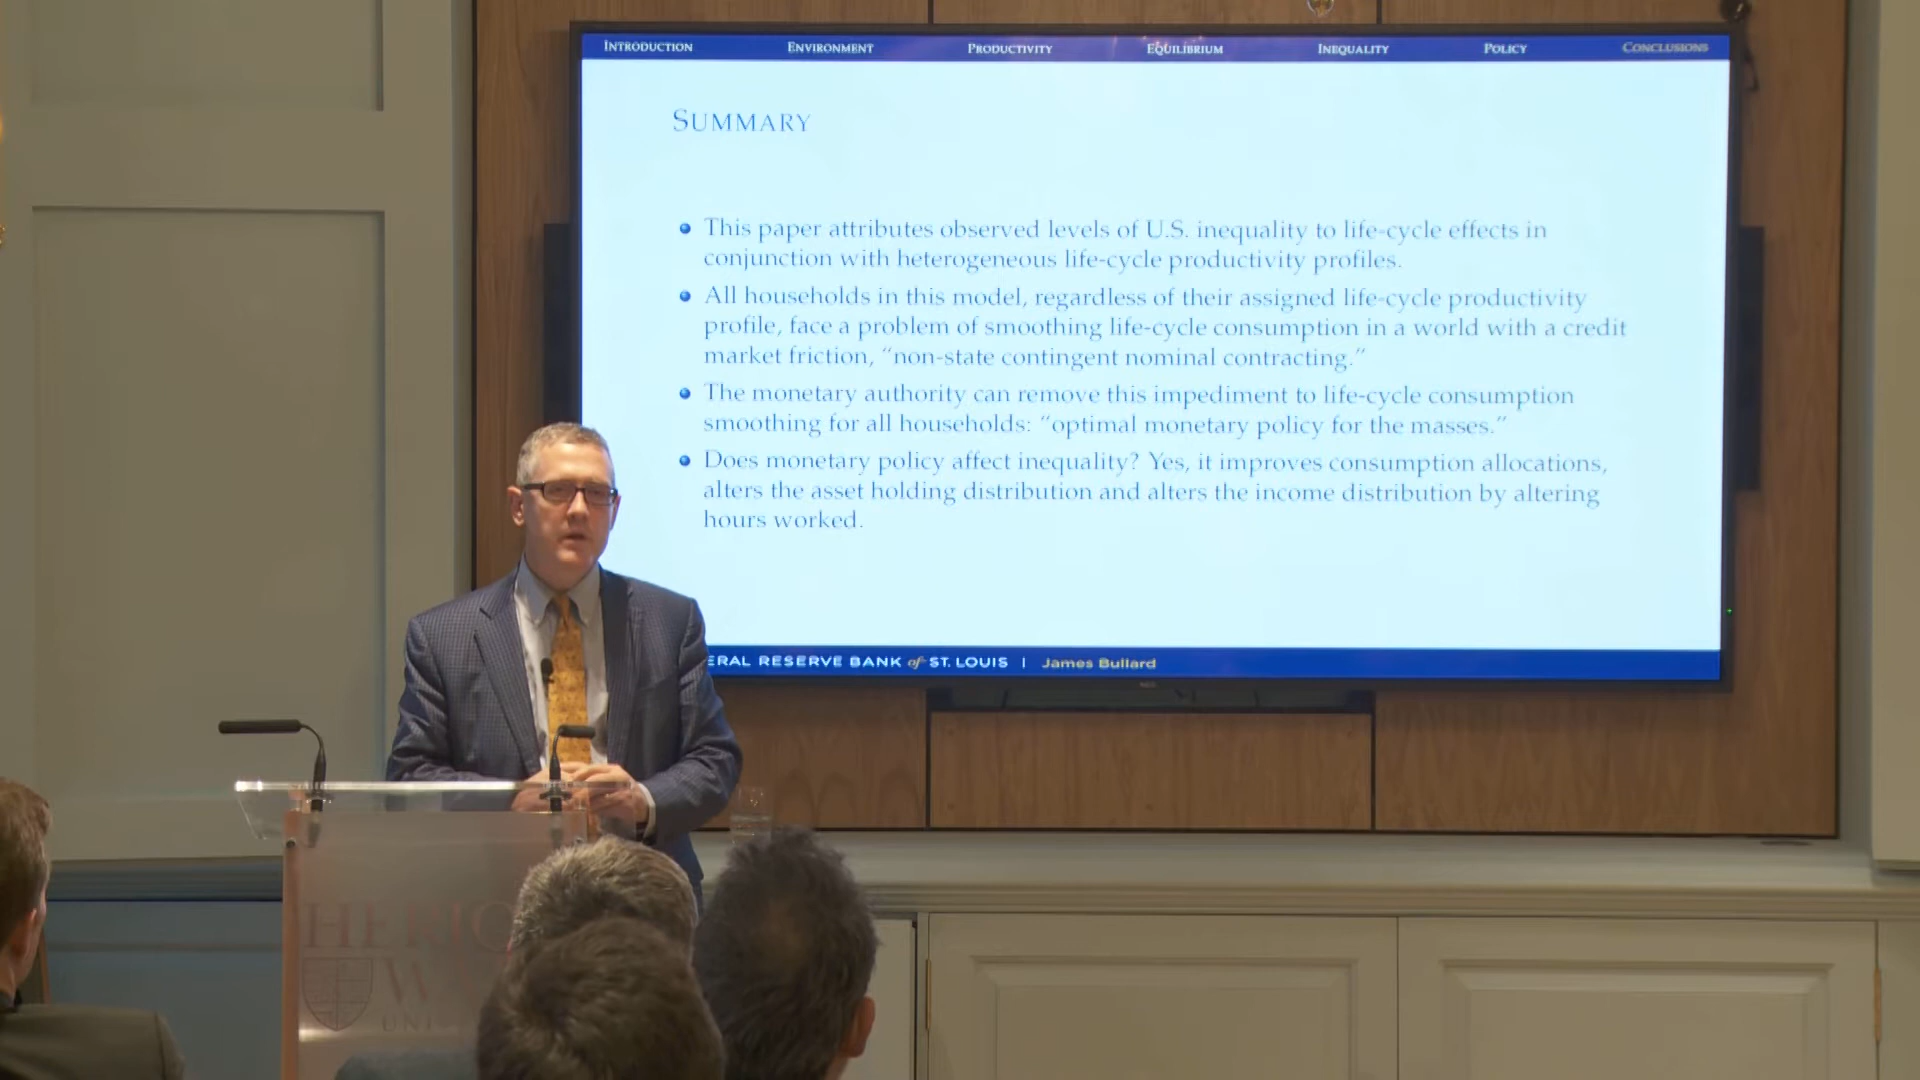 INTRODUCTION ENVIRONMENT PRODUCTIVITY EQUILIBRIUM INEQUALITY POLICY CONCLUSIONS
SUMMARY
This paper attributes observed levels of U.S. inequality to life-cycle effects in
conjunction with heterogeneous life-cycle productivity profiles.
All households in this model, regardless of their assigned life-cycle productivity
profile, face a problem of smoothing life-cycle consumption in a world with a credit
market friction, “non-state contingent nominal contracting.”
The monetary authority can remove this impediment to life-cycle consumption
smoothing for all households: “optimal monetary policy for the masses.”
Does monetary policy affect inequality? Yes, it improves consumption allocations,
alters the asset holding distribution and alters the income distribution by altering
hours worked.
ERAL RESERVE BANK of ST. LOUIS | James Bullard
HERIO
W
UNI